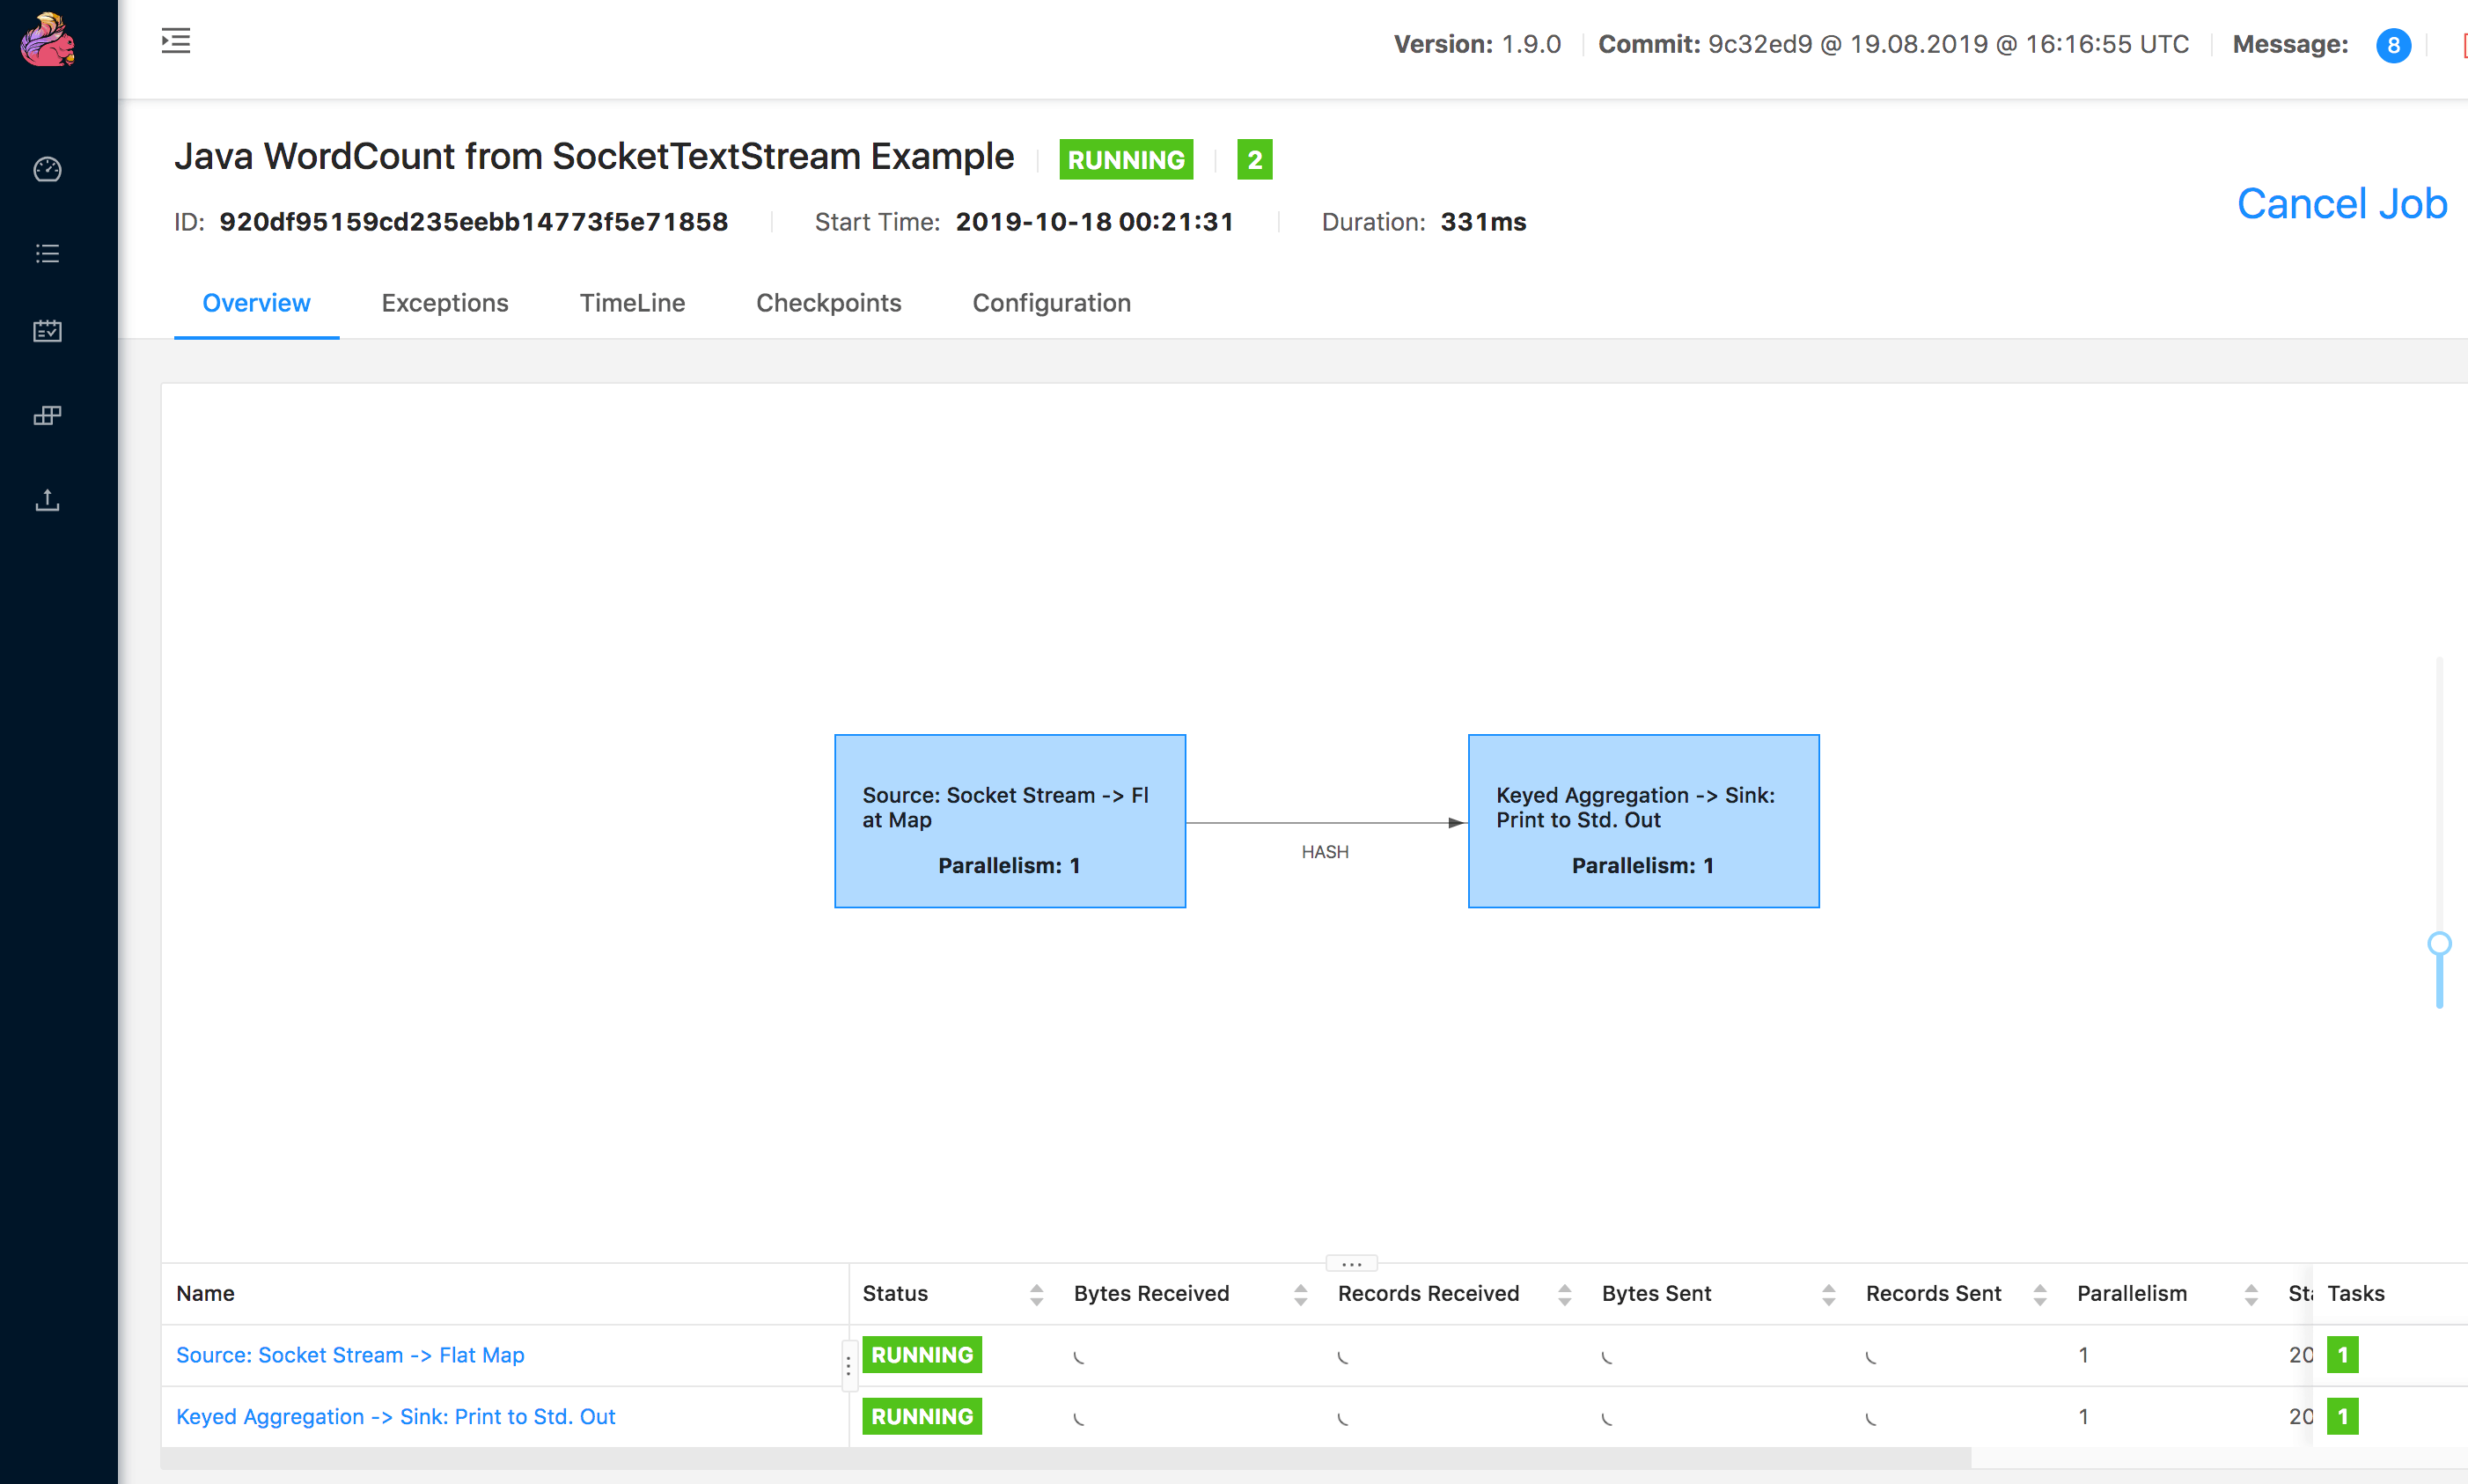 Version: 1.9.0 Commit: 9c32ed9 @ 19.08.2019 @ 16:16:55 UTC Message: 8
Java WordCount from SocketTextStream Example RUNNING 2
Cancel Job
ID: 920df95159cd235eebb14773f5e71858 Start Time: 2019-10-18 00:21:31 Duration: 331ms
Overview Exceptions TimeLine Checkpoints Configuration
Source: Socket Stream -> Fl
at Map
Parallelism: 1
HASH
Keyed Aggregation -> Sink:
Print to Std. Out
Parallelism: 1
Name Status Bytes Received Records Received Bytes Sent Records Sent Parallelism Tasks
Source: Socket Stream -> Flat Map RUNNING 1 20 1
Keyed Aggregation -> Sink: Print to Std. Out RUNNING 1 20 1